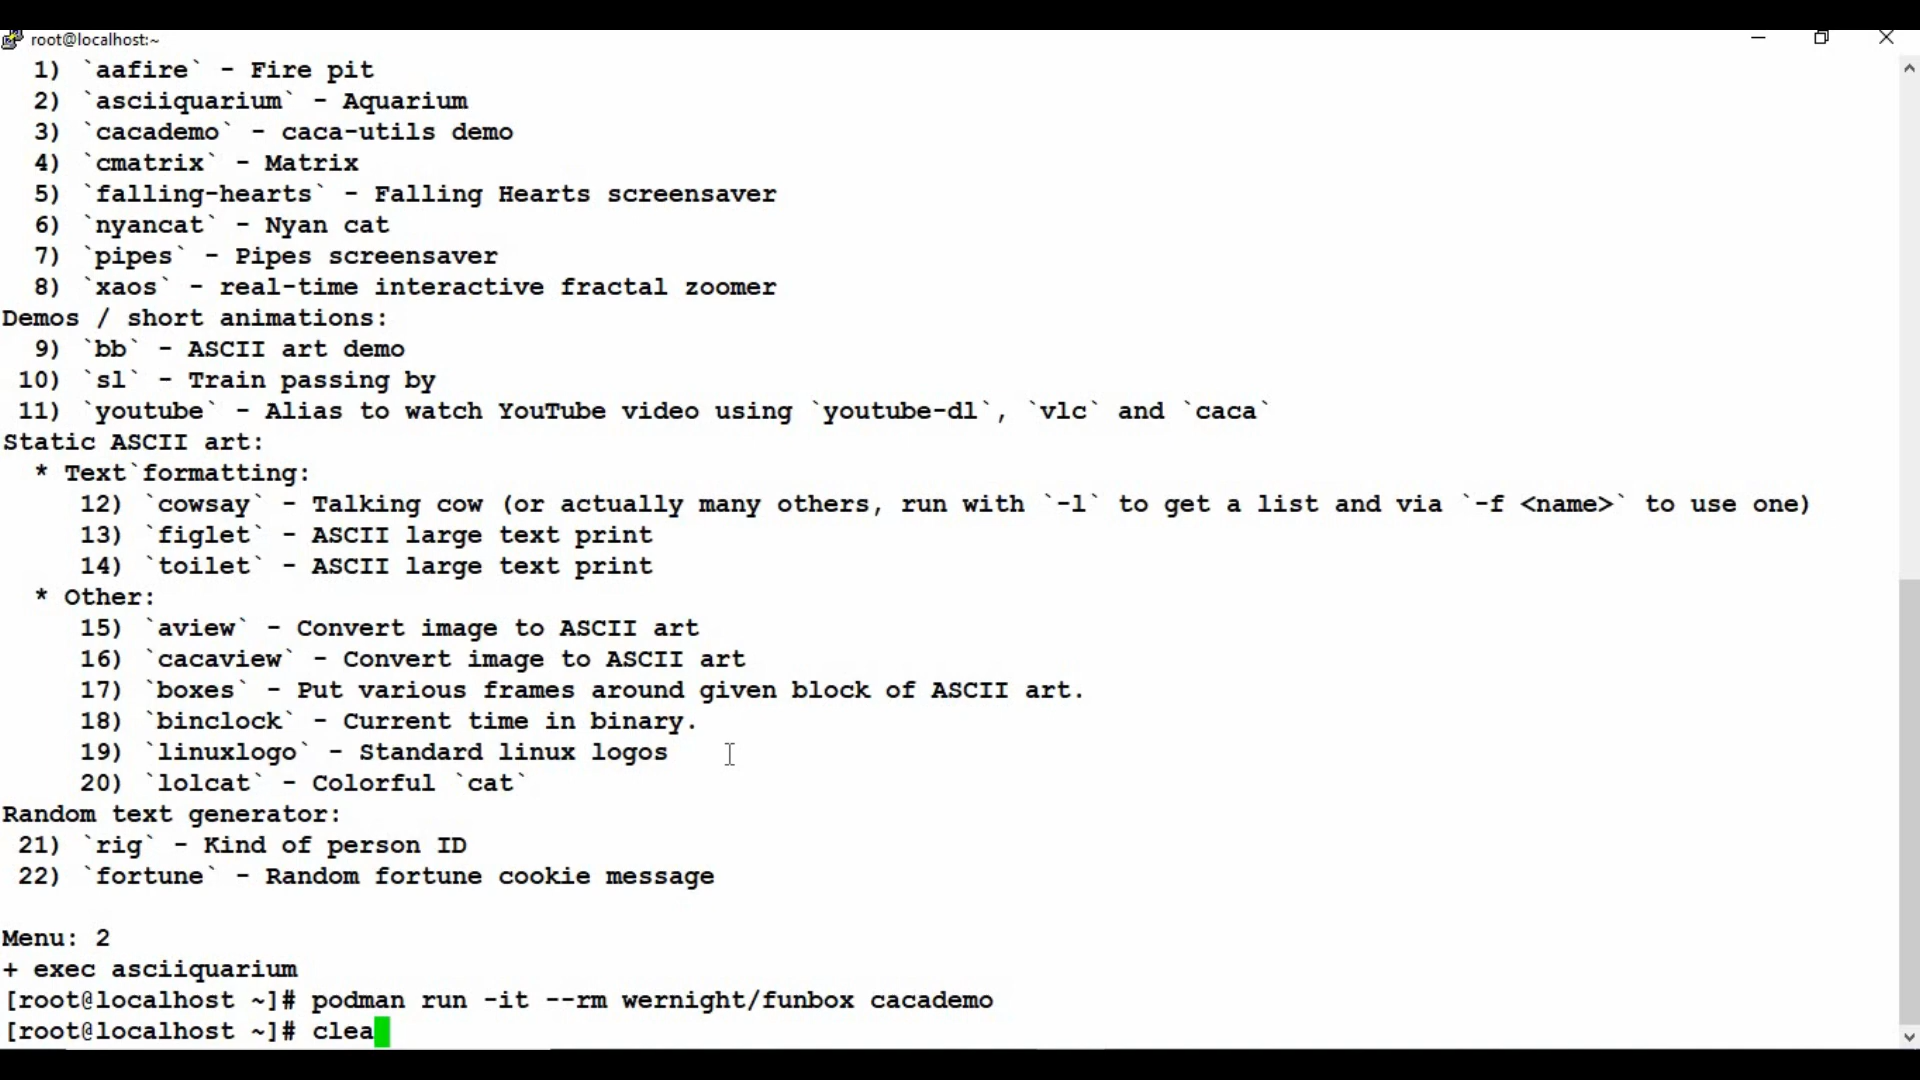 root@localhost:~
1) `aafire` - Fire pit
2) `asciiquarium` - Aquarium
3) `cacademo` - caca-utils demo
4) `cmatrix` - Matrix
5) `falling-hearts` - Falling Hearts screensaver
6) `nyancat` - Nyan cat
7) `pipes` - Pipes screensaver
8) `xaos` - real-time interactive fractal zoomer
Demos / short animations:
9) `bb` - ASCII art demo
10) `sl` - Train passing by
11) `youtube` - Alias to watch YouTube video using `youtube-dl`, `vlc` and `caca`
Static ASCII art:
* Text`formatting:
12) `cowsay` - Talking cow (or actually many others, run with `-l` to get a list and via `-f <name>` to use one)
13) `figlet` - ASCII large text print
14) `toilet` - ASCII large text print
* Other:
15) `aview` - Convert image to ASCII art
16) `cacaview` - Convert image to ASCII art
17) `boxes` - Put various frames around given block of ASCII art.
18) `binclock` - Current time in binary.
19) `linuxlogo` - Standard linux logos
20) `lolcat` - Colorful `cat`
Random text generator:
21) `rig` - Kind of person ID
22) `fortune` - Random fortune cookie message
Menu: 2
+ exec asciiquarium
[root@localhost ~]# podman run -it --rm wernight/funbox cacademo
[root@localhost ~]# clea